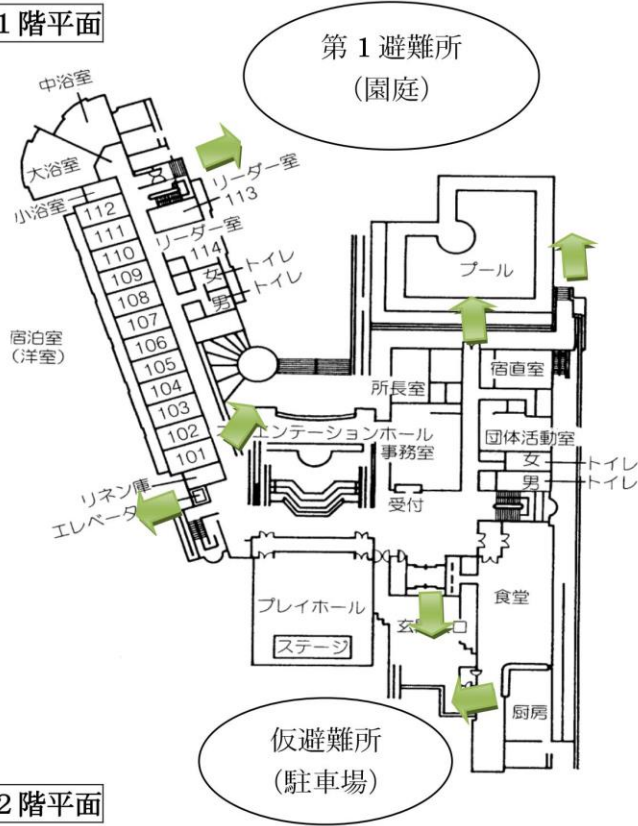 1階平面
第1避難所
(園庭)
中浴室
大浴室
小浴室
リーダー室
113
リーダー室
114
女 トイレ
男 トイレ
112
111
110
109
108
107
106
105
104
103
102
101
宿泊室
(洋室)
リネン庫
エレベータ
プール
所長室
宿直室
エンテーションホール
事務室
団体活動室
女 トイレ
男 トイレ
受付
プレイホール
ステージ
食堂
厨房
仮避難所
(駐車場)
2階平面